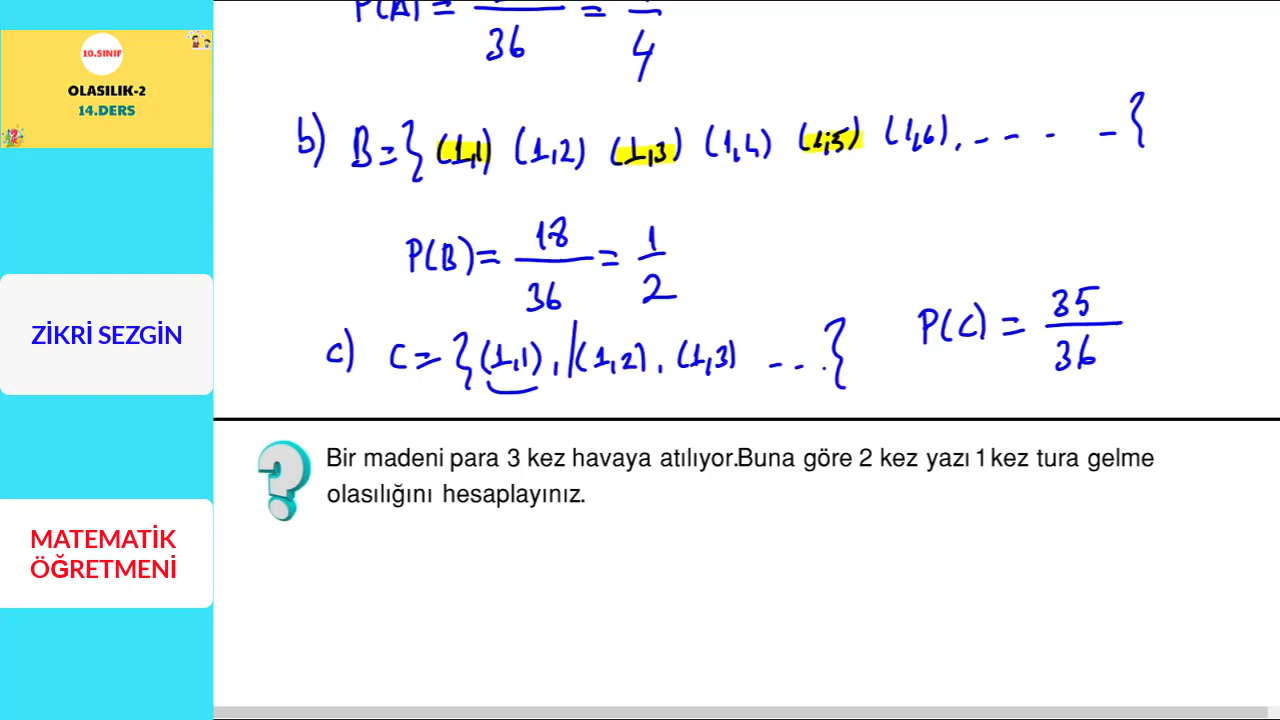 10.SINIF
OLASILIK-2
14.DERS
ZİKRİ SEZGİN
MATEMATİK
ÖĞRETMENİ
P(A) = / 36 = / 4
b) B={ (1,1) (1,2) (1,3) (1,4) (1,5) (1,6), - - - - {
P(B) = 18/36 = 1/2
c) C = { (1,1), (1,2), (1,3) - - . {
P(C) = 35/36
Bir madeni para 3 kez havaya atılıyor.Buna göre 2 kez yazı 1 kez tura gelme
olasılığını hesaplayınız.